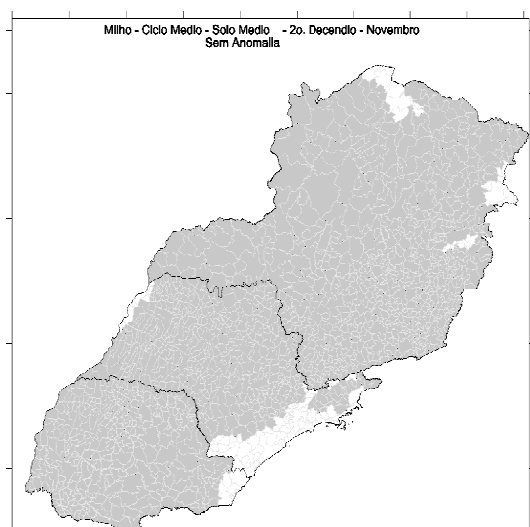 Milho - Ciclo Medio - Solo Medio - 2o. Decendio - Novembro
Sem Anomalia